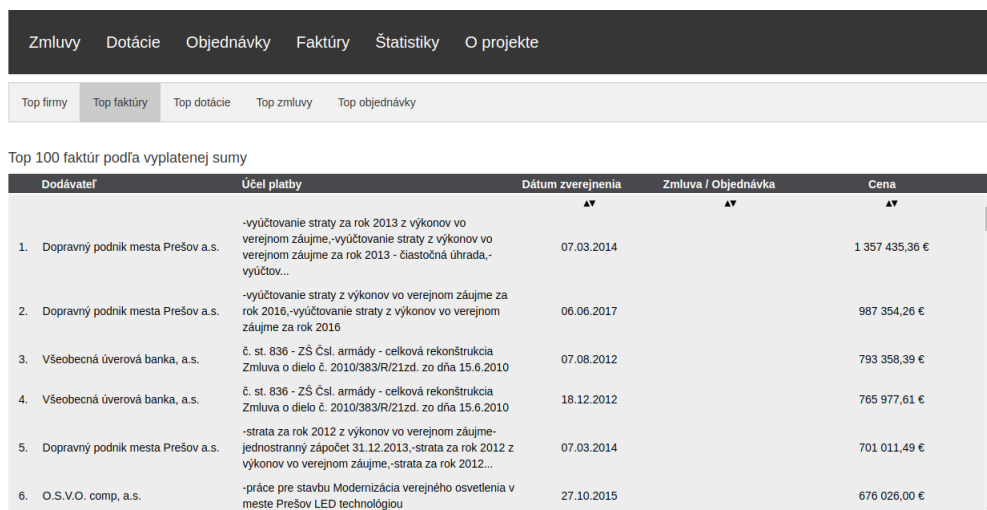 Zmluvy Dotácie Objednávky Faktúry Štatistiky O projekte
Top firmy Top faktúry Top dotácie Top zmluvy Top objednávky
Top 100 faktúr podľa vyplatenej sumy
Dodávateľ Účel platby Dátum zverejnenia Zmluva / Objednávka Cena
▲▼ ▲▼ ▲▼
-vyúčtovanie straty za rok 2013 z výkonov vo
verejnom záujme,-vyúčtovanie straty z výkonov vo
1. Dopravný podnik mesta Prešov a.s. verejnom záujme za rok 2013 - čiastočná úhrada,- 07.03.2014 1 357 435,36 €
vyúčtov...
-vyúčtovanie straty z výkonov vo verejnom záujme za
2. Dopravný podnik mesta Prešov a.s. rok 2016,-vyúčtovanie straty z výkonov vo verejnom 06.06.2017 987 354,26 €
záujme za rok 2016
č. st. 836 - ZŠ Čsl. armády - celková rekonštrukcia
3. Všeobecná úverová banka, a.s. Zmluva o dielo č. 2010/383/R/21zd. zo dňa 15.6.2010 07.08.2012 793 358,39 €
č. st. 836 - ZŠ Čsl. armády - celková rekonštrukcia
4. Všeobecná úverová banka, a.s. Zmluva o dielo č. 2010/383/R/21zd. zo dňa 15.6.2010 18.12.2012 765 977,61 €
-strata za rok 2012 z výkonov vo verejnom záujme-
5. Dopravný podnik mesta Prešov a.s. jednostranný zápočet 31.12.2013,-strata za rok 2012 z 07.03.2014 701 011,49 €
výkonov vo verejnom záujme,-strata za rok 2012...
-práce pre stavbu Modernizácia verejného osvetlenia v
6. O.S.V.O. comp, a.s. meste Prešov LED technológiou 27.10.2015 676 026,00 €